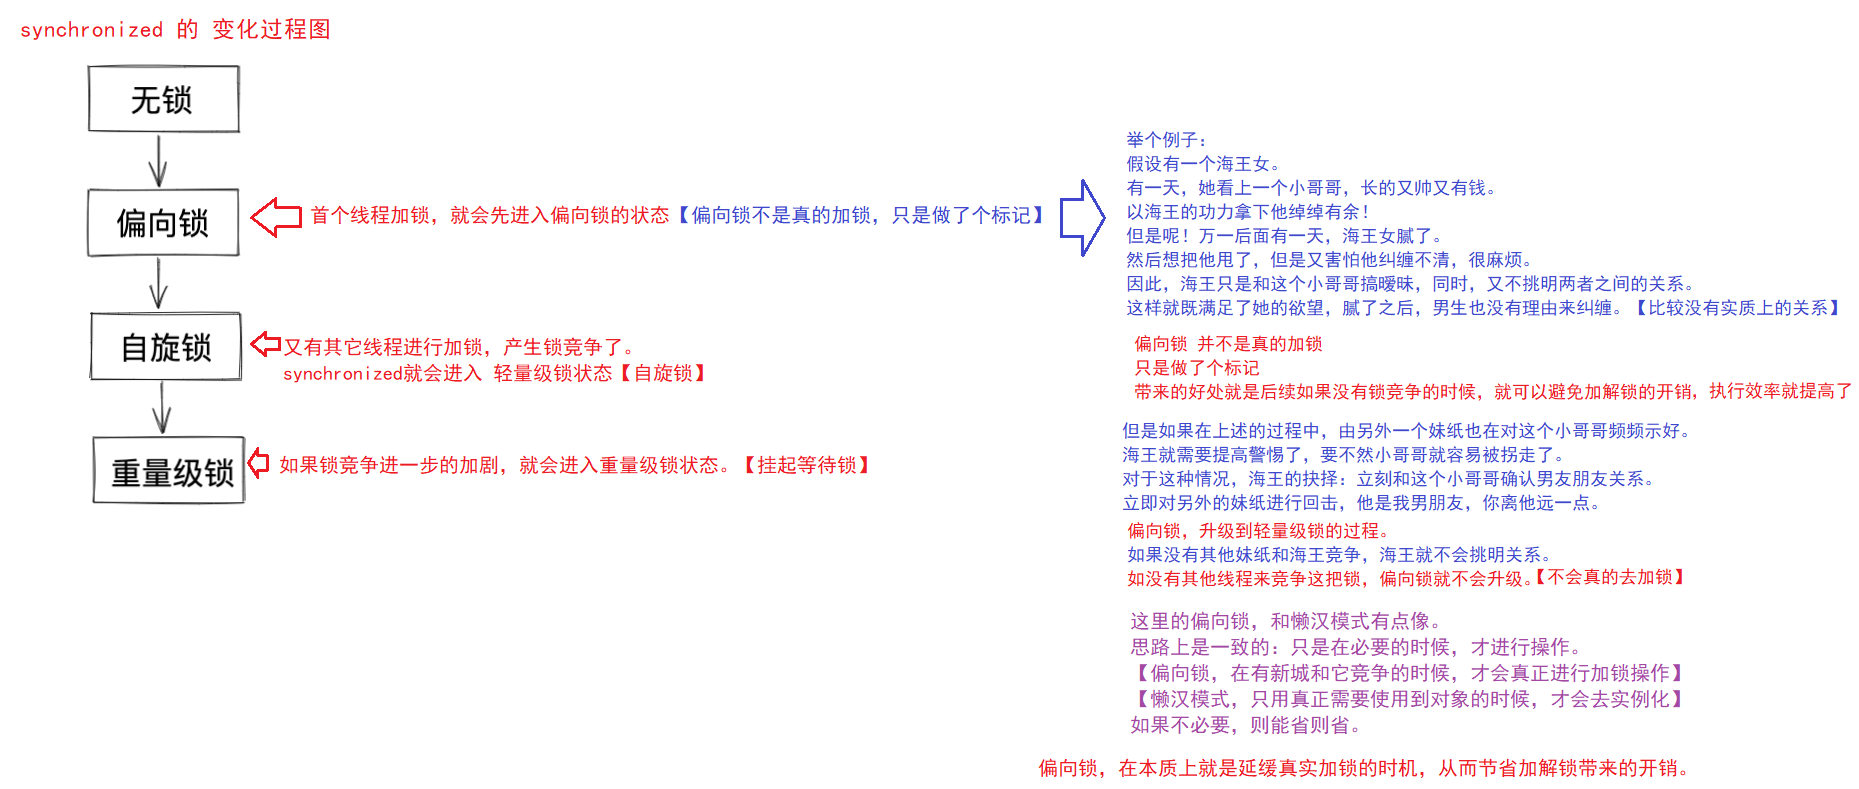 synchronized 的 变化过程图
无锁
偏向锁
首个线程加锁，就会先进入偏向锁的状态【偏向锁不是真的加锁，只是做了个标记】
自旋锁
又有其它线程进行加锁，产生锁竞争了。
synchronized就会进入 轻量级锁状态【自旋锁】
重量级锁
如果锁竞争进一步的加剧，就会进入重量级锁状态。【挂起等待锁】
举个例子：
假设有一个海王女。
有一天，她看上一个小哥哥，长的又帅又有钱。
以海王的功力拿下他绰绰有余！
但是呢！万一后面有一天，海王女腻了。
然后想把他甩了，但是又害怕他纠缠不清，很麻烦。
因此，海王只是和这个小哥哥搞暧昧，同时，又不挑明两者之间的关系。
这样就既满足了她的欲望，腻了之后，男生也没有理由来纠缠。【比较没有实质上的关系】
偏向锁 并不是真的加锁
只是做了个标记
带来的好处就是后续如果没有锁竞争的时候，就可以避免加解锁的开销，执行效率就提高了
但是如果在上述的过程中，由另外一个妹纸也在对这个小哥哥频频示好。
海王就需要提高警惕了，要不然小哥哥就容易被拐走了。
对于这种情况，海王的抉择：立刻和这个小哥哥确认男友朋友关系。
立即对另外的妹纸进行回击，他是我男朋友，你离他远一点。
偏向锁，升级到轻量级锁的过程。
如果没有其他妹纸和海王竞争，海王就不会挑明关系。
如没有其他线程来竞争这把锁，偏向锁就不会升级。【不会真的去加锁】
这里的偏向锁，和懒汉模式有点像。
思路上是一致的：只是在必要的时候，才进行操作。
【偏向锁，在有新城和它竞争的时候，才会真正进行加锁操作】
【懒汉模式，只用真正需要使用到对象的时候，才会去实例化】
如果不必要，则能省则省。
偏向锁，在本质上就是延缓真实加锁的时机，从而节省加解锁带来的开销。